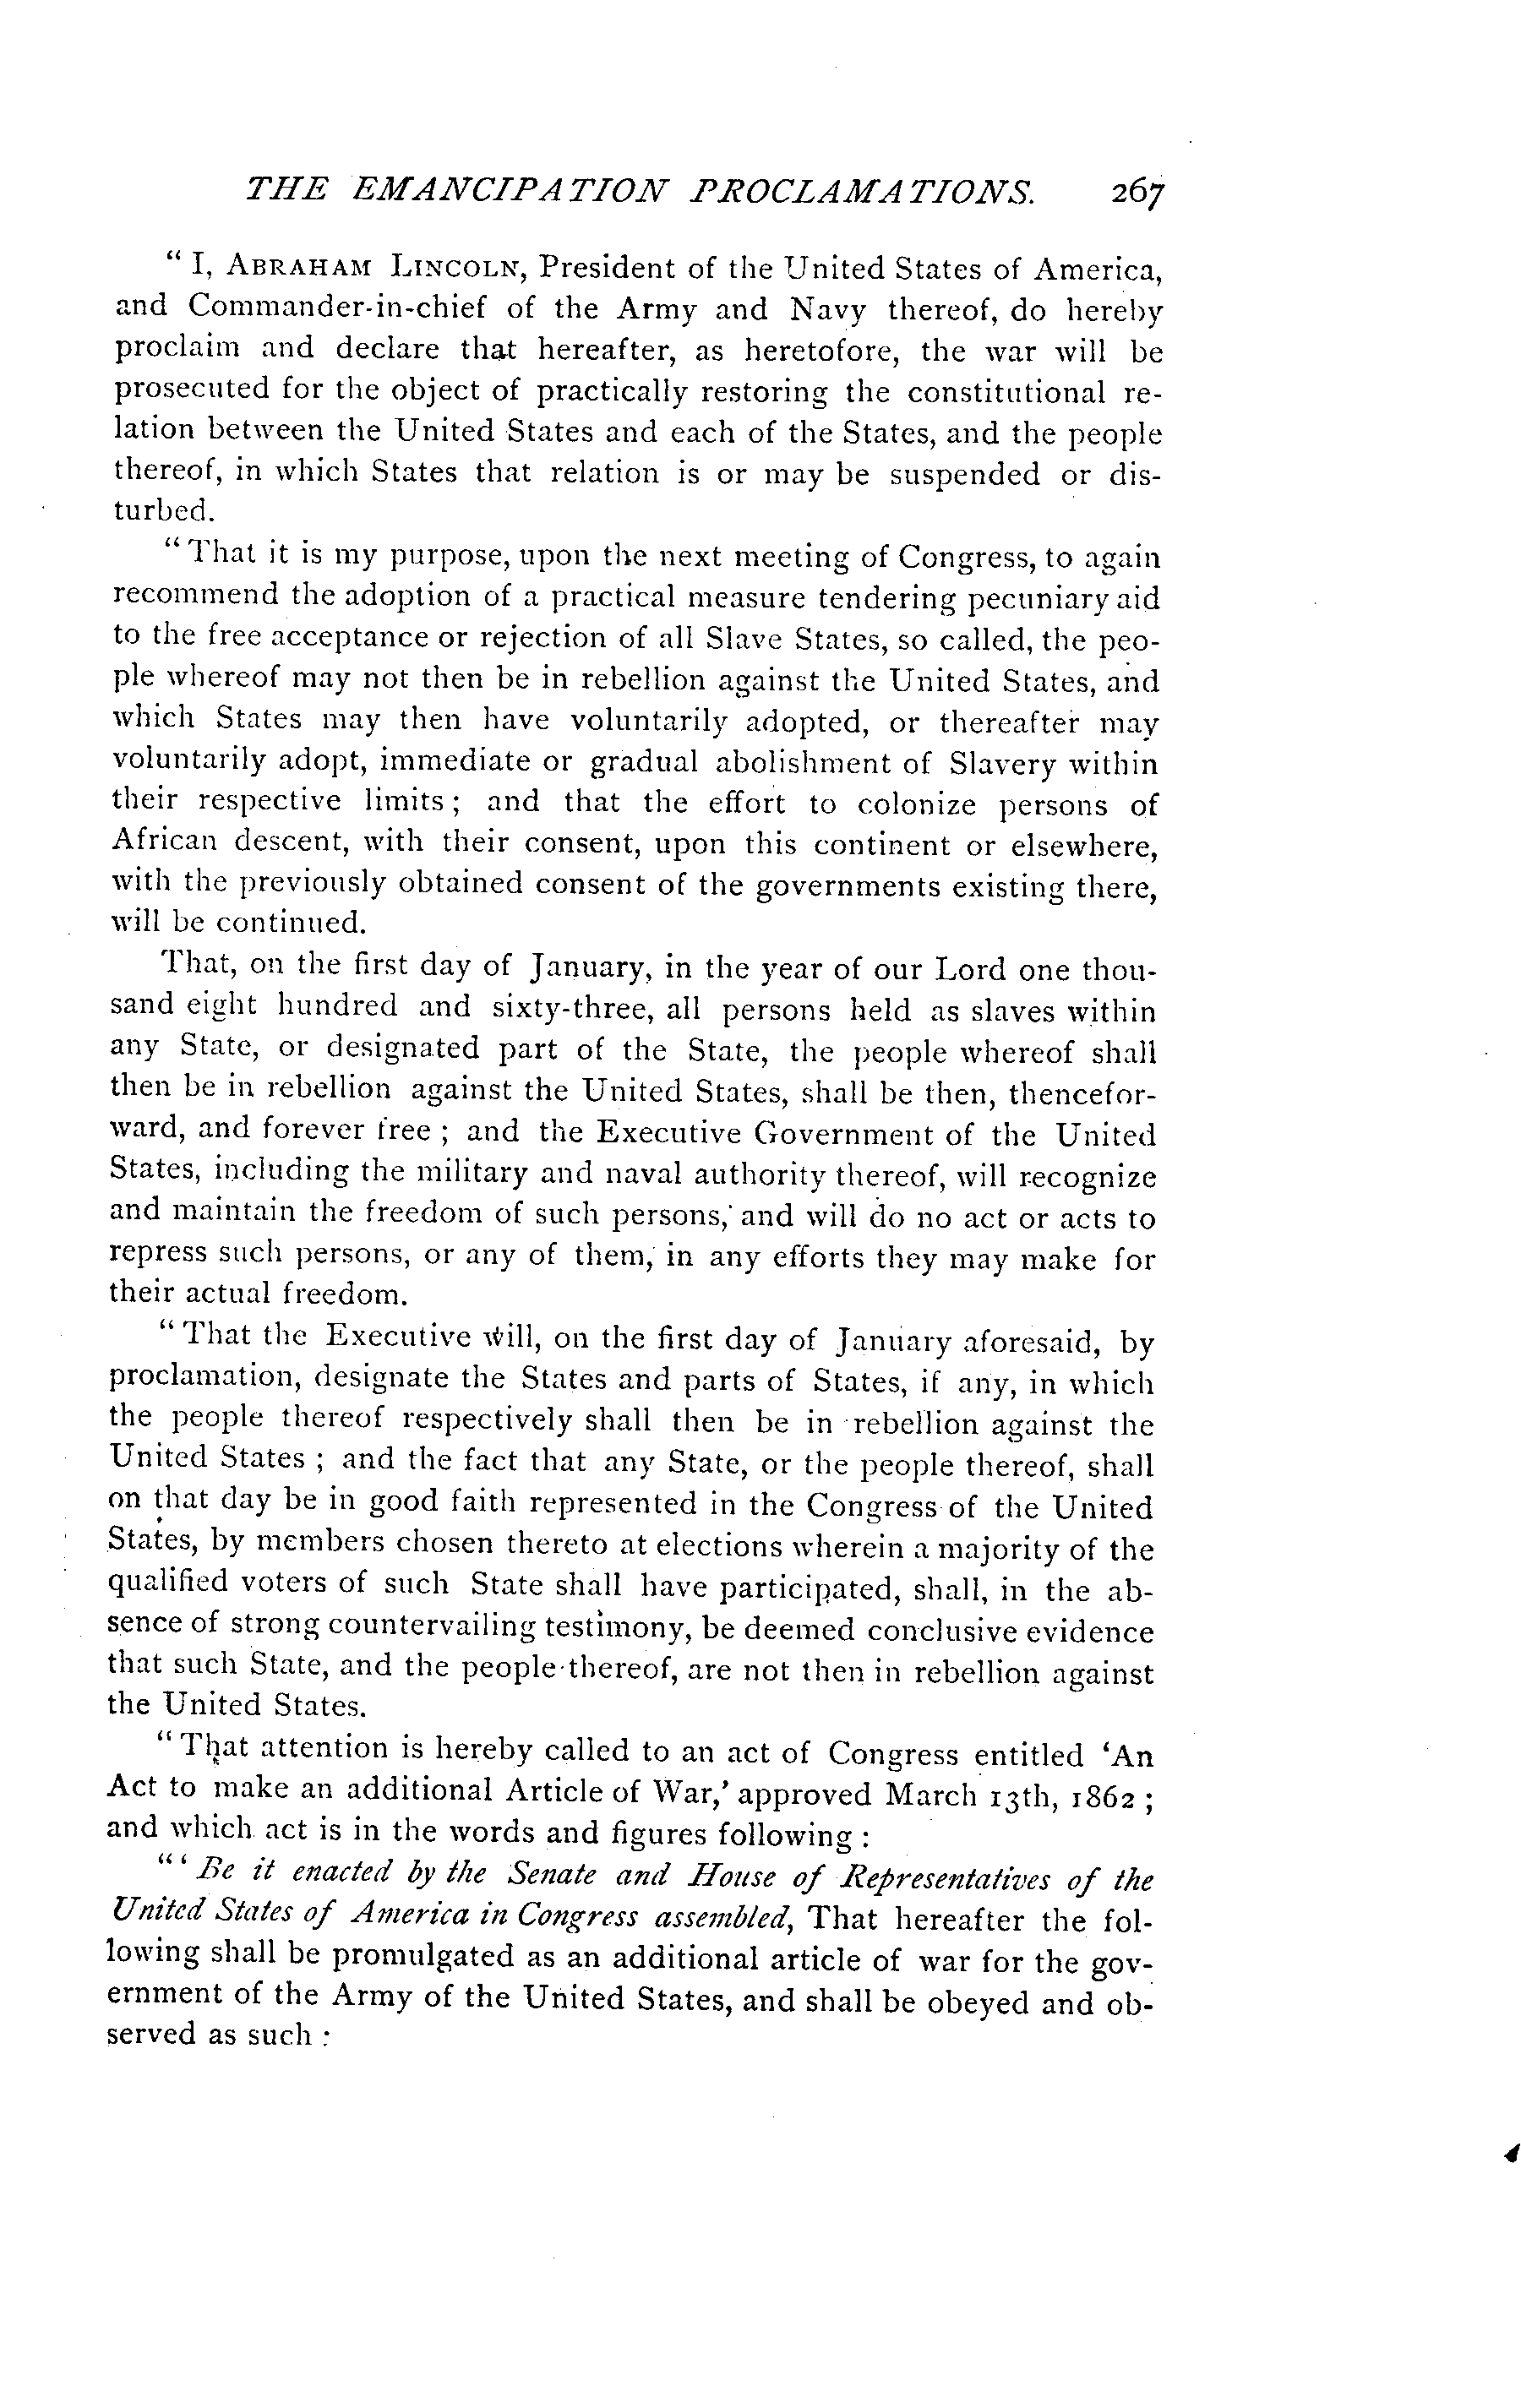 THE EMANCIPATION PROCLAMATIONS. 267
" I, ABRAHAM LINCOLN, President of the United States of America,
and Commander-in-chief of the Army and Navy thereof, do hereby
proclaim and declare that hereafter, as heretofore, the war will be
prosecuted for the object of practically restoring the constitutional re-
lation between the United States and each of the States, and the people
thereof, in which States that relation is or may be suspended or dis-
turbed.
" That it is my purpose, upon the next meeting of Congress, to again
recommend the adoption of a practical measure tendering pecuniary aid
to the free acceptance or rejection of all Slave States, so called, the peo-
ple whereof may not then be in rebellion against the United States, and
which States may then have voluntarily adopted, or thereafter may
voluntarily adopt, immediate or gradual abolishment of Slavery within
their respective limits ; and that the effort to colonize persons of
African descent, with their consent, upon this continent or elsewhere,
with the previously obtained consent of the governments existing there,
will be continued.
That, on the first day of January, in the year of our Lord one thou-
sand eight hundred and sixty-three, all persons held as slaves within
any State, or designated part of the State, the people whereof shall
then be in rebellion against the United States, shall be then, thencefor-
ward, and forever free ; and the Executive Government of the United
States, including the military and naval authority thereof, will recognize
and maintain the freedom of such persons, and will do no act or acts to
repress such persons, or any of them, in any efforts they may make for
their actual freedom.
" That the Executive will, on the first day of January aforesaid, by
proclamation, designate the States and parts of States, if any, in which
the people thereof respectively shall then be in rebellion against the
United States ; and the fact that any State, or the people thereof, shall
on that day be in good faith represented in the Congress of the United
States, by members chosen thereto at elections wherein a majority of the
qualified voters of such State shall have participated, shall, in the ab-
sence of strong countervailing testimony, be deemed conclusive evidence
that such State, and the people thereof, are not then in rebellion against
the United States.
" That attention is hereby called to an act of Congress entitled 'An
Act to make an additional Article of War,' approved March 13th, 1862 ;
and which act is in the words and figures following :
" ' Be it enacted by the Senate and House of Representatives of the
United States of America in Congress assembled, That hereafter the fol-
lowing shall be promulgated as an additional article of war for the gov-
ernment of the Army of the United States, and shall be obeyed and ob-
served as such :